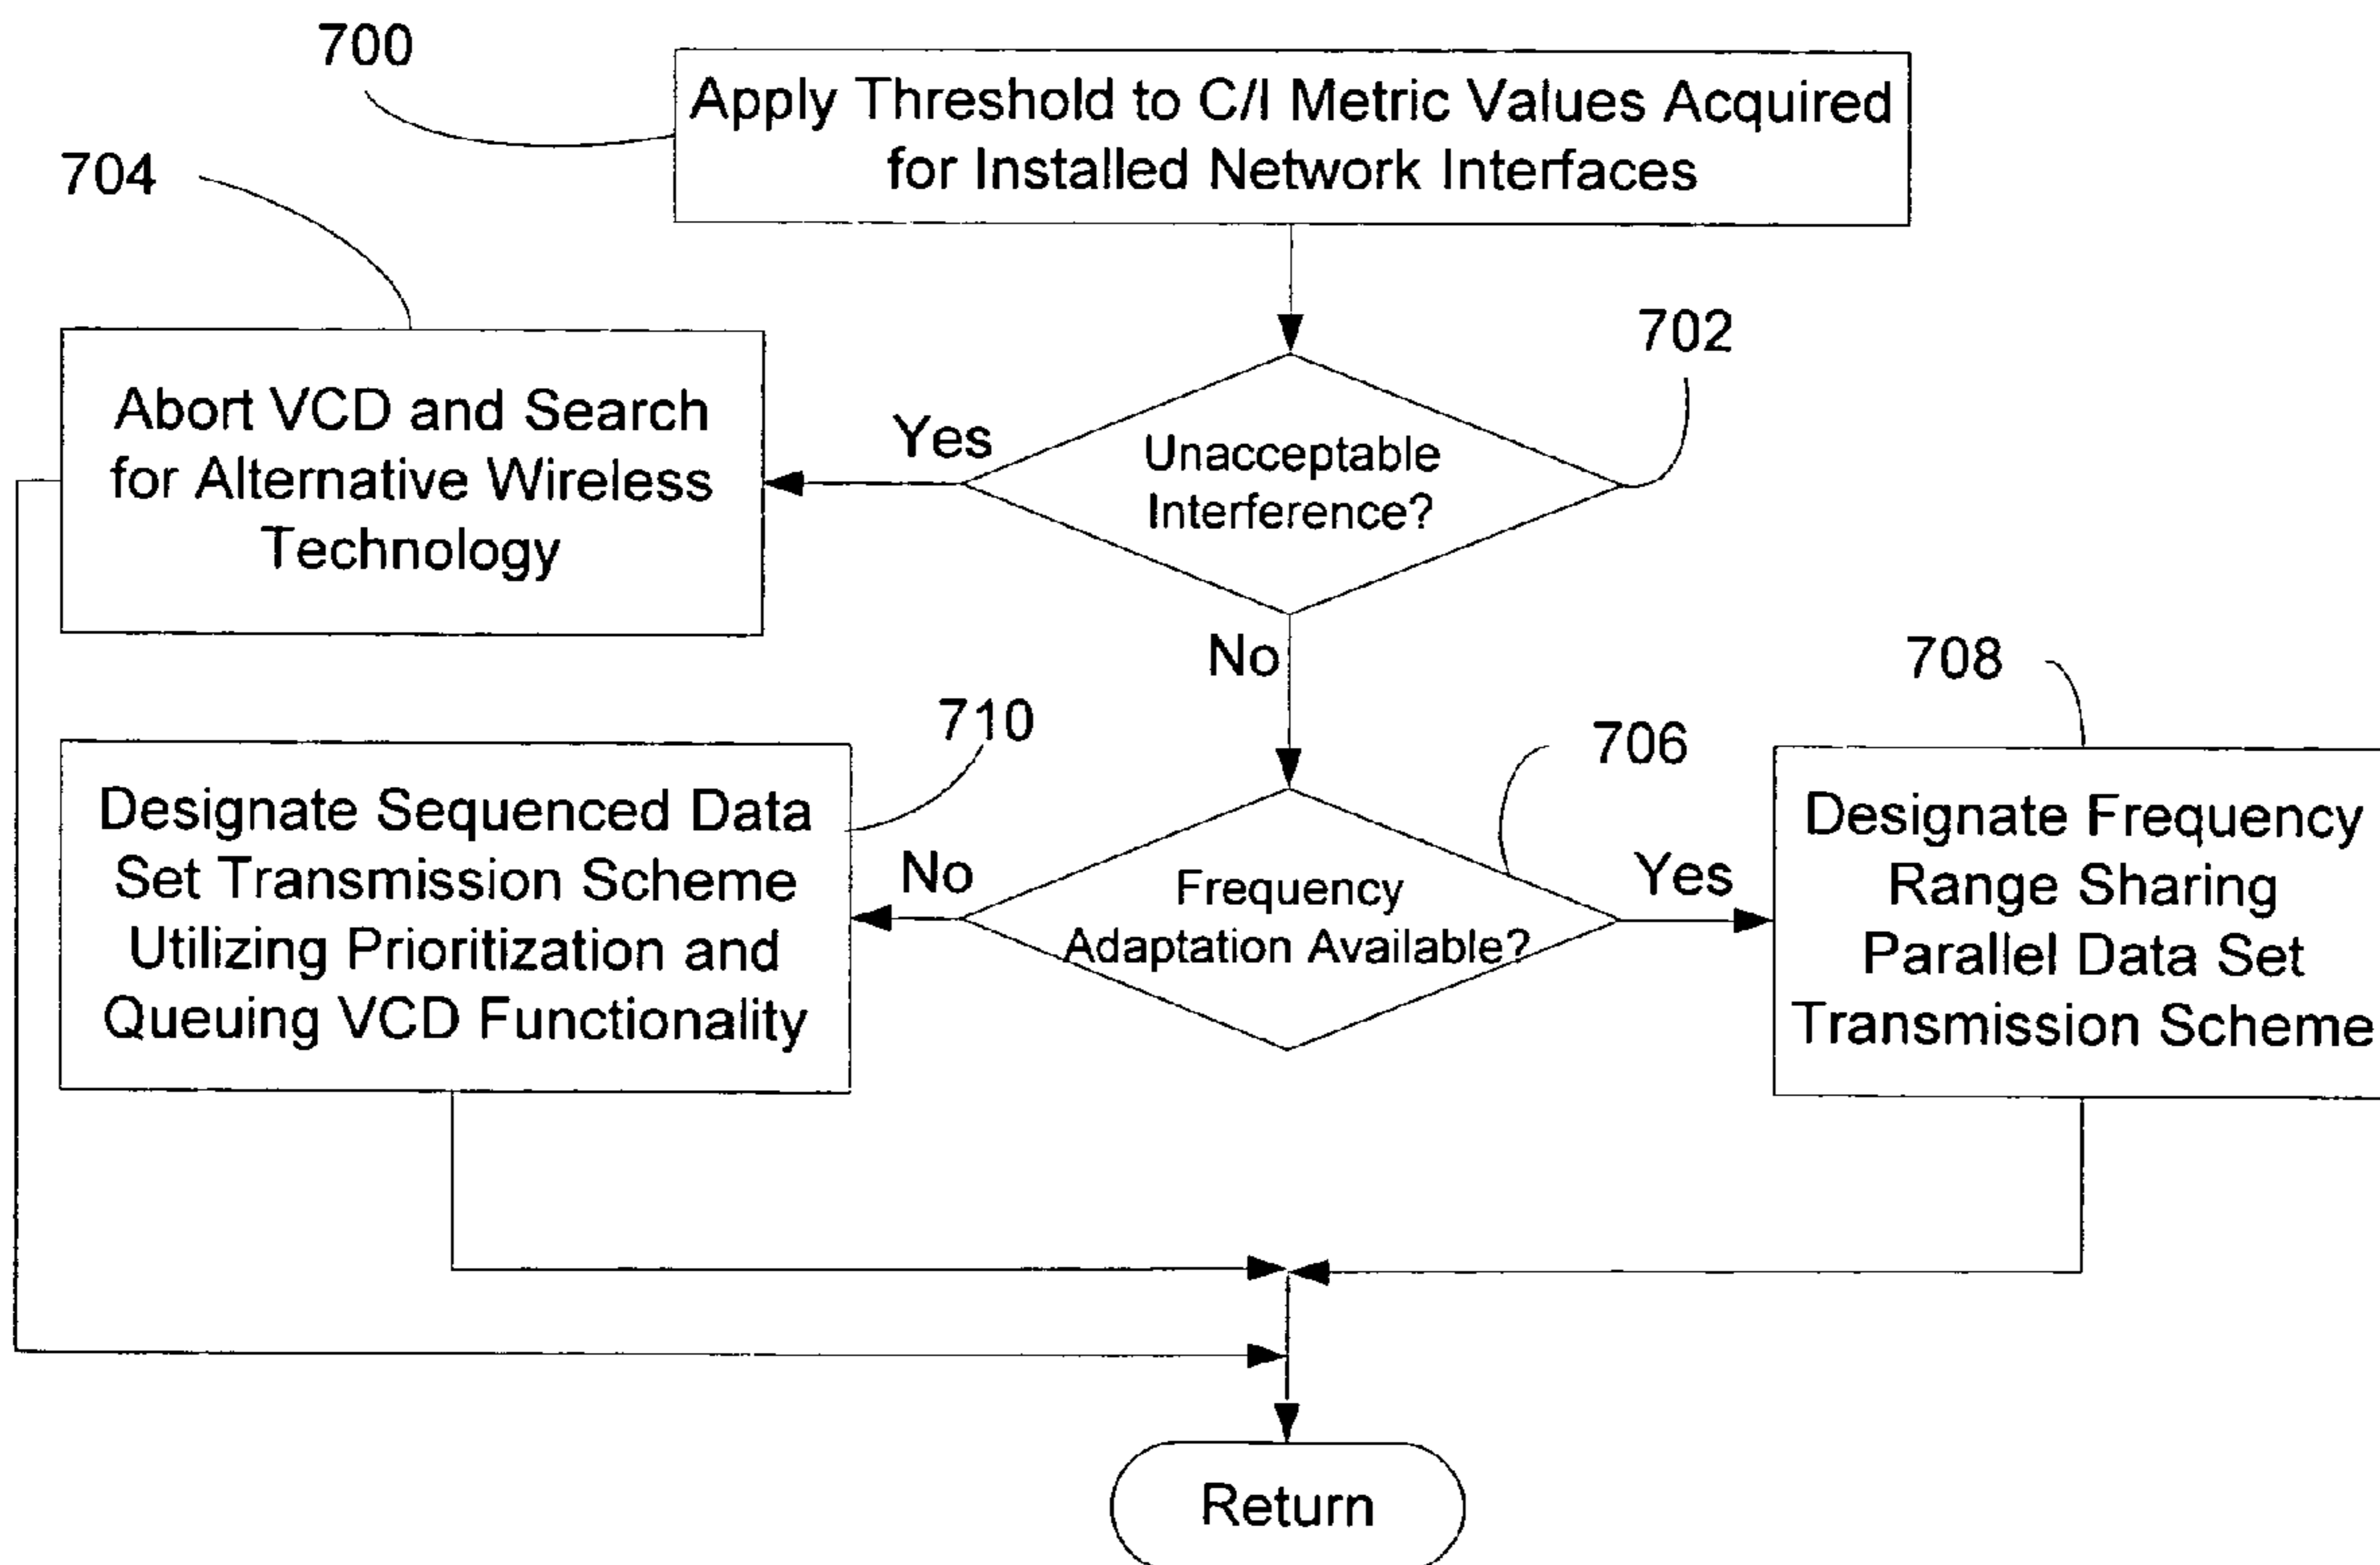 700
Apply Threshold to C/I Metric Values Acquired
for Installed Network Interfaces
704
702
Abort VCD and Search
for Alternative Wireless
Technology
Yes
Unacceptable
Interference?
No
708
710
706
Designate Sequenced Data
Set Transmission Scheme
Utilizing Prioritization and
Queuing VCD Functionality
No
Frequency
Adaptation Available?
Yes
Designate Frequency
Range Sharing
Parallel Data Set
Transmission Scheme
Return